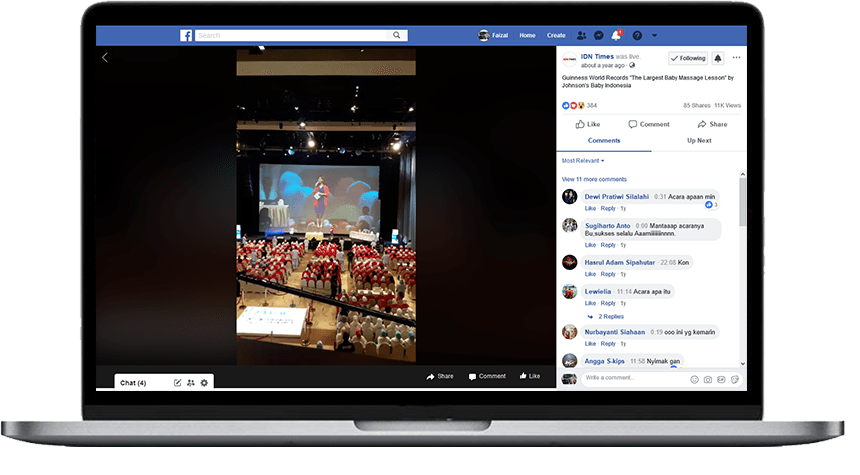 Search
Faizal
Home
Create
IDN Times was live.
about a year ago ·
Following
Guinness World Records "The Largest Baby Massage Lesson" by
Johnson's Baby Indonesia
384
85 Shares 11K Views
Like
Comment
Share
Comments
Up Next
Most Relevant
View 11 more comments
Dewi Pratiwi Silalahi · 0:31 Acara apaan min
3
Like · Reply · 1y
Sugiharto Anto · 0:00 Mantaaap acaranya
Bu,sukses selalu Aaamiiiiiiinnnn.
Like · Reply · 1y
Hasrul Adam Sipahutar · 22:08 Kon
Like · Reply · 1y
Lewielia · 11:14 Acara apa itu
Like · Reply · 1y
2 Replies
Nurbayanti Siahaan · 0:19 ooo ini yg kemarin
Like · Reply · 1y
Angga S-kips · 11:58 Nyimak gan
Write a comment...
Share
Comment
Like
Chat (4)